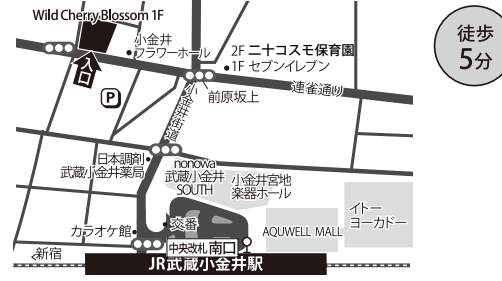 Wild Cherry Blossom 1F
徒歩
5分
小金井
フラワーホール
2F 二十コスモ保育園
1F セブンイレブン
入口
P
前原坂上
連雀通り
小金井街道
日本調剤
武蔵小金井薬局
nonowa
武蔵小金井
SOUTH
小金井宮地
楽器ホール
イトー
ヨーカドー
カラオケ館
交番
AQUWELL MALL
中央改札 南口
新宿
JR武蔵小金井駅